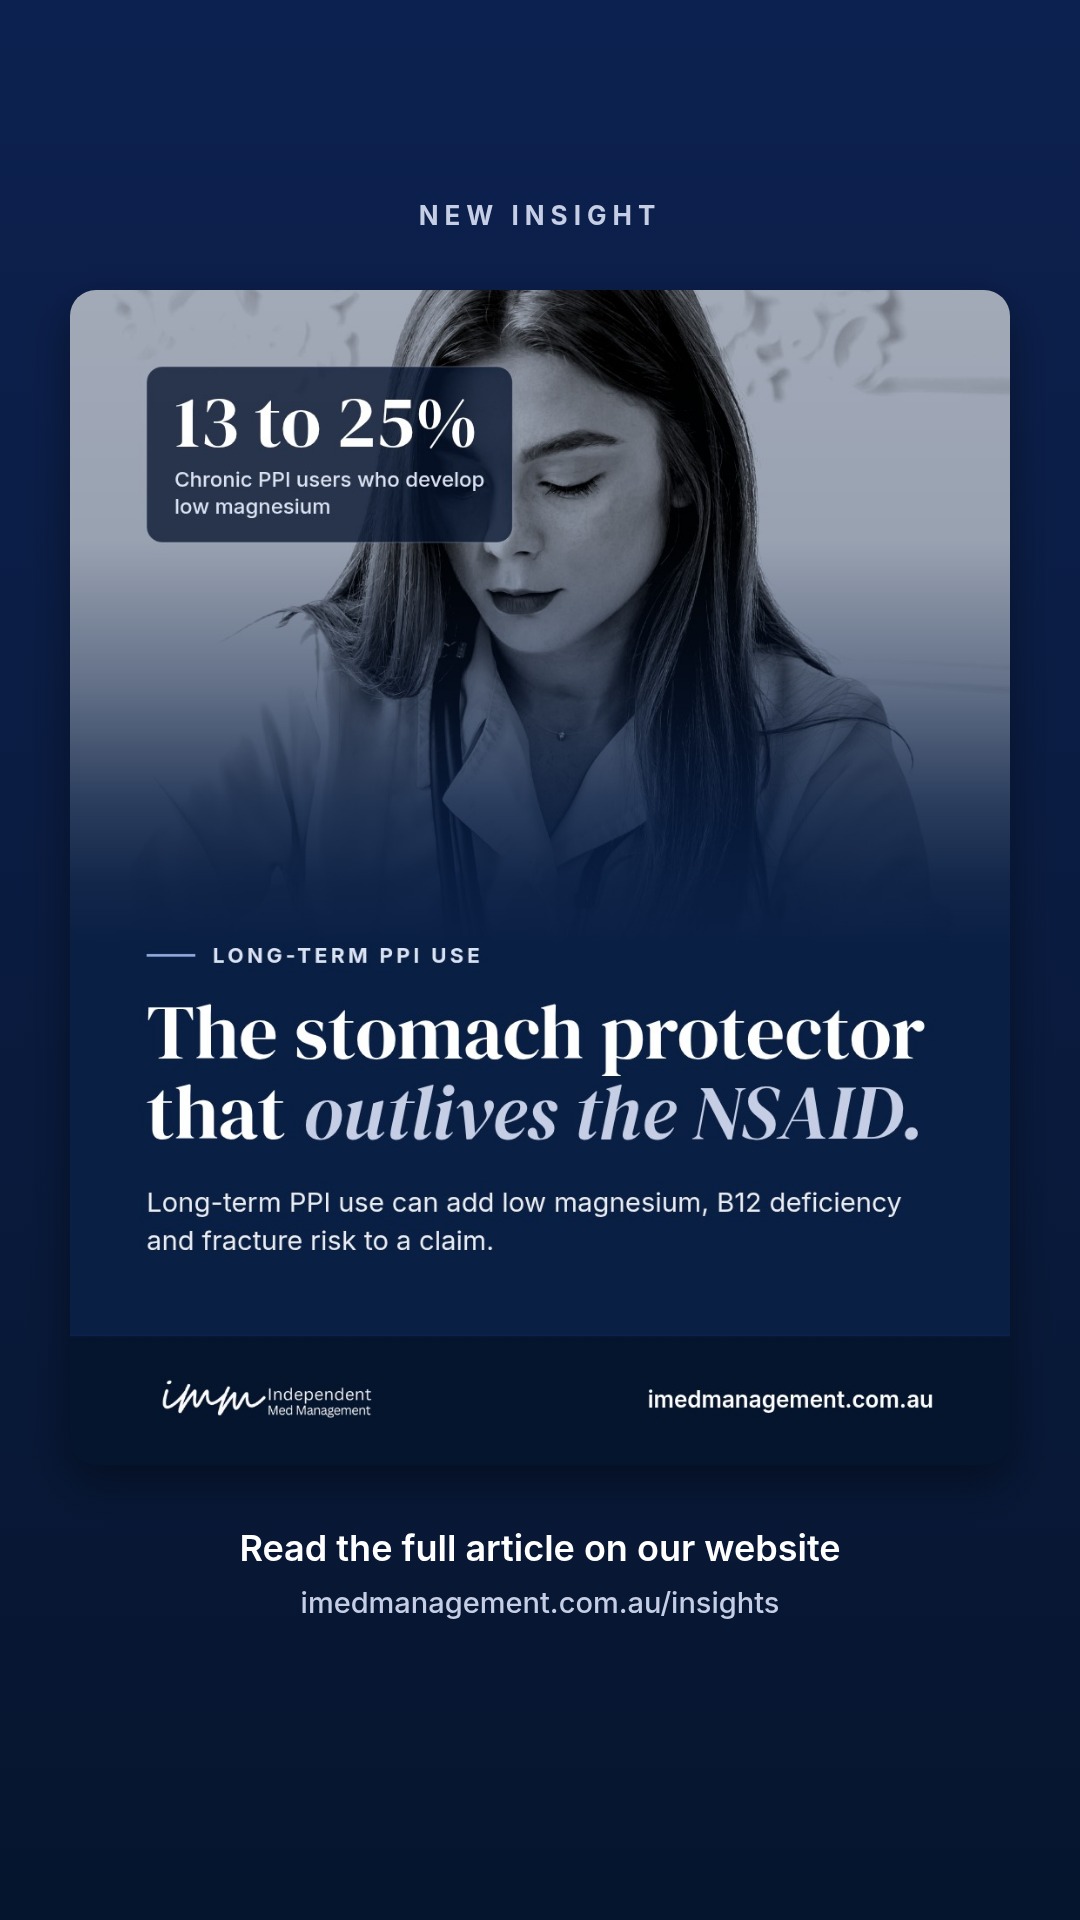 NEW INSIGHT
13 to 25%
Chronic PPI users who develop
low magnesium
LONG-TERM PPI USE
The stomach protector
that outlives the NSAID.
Long-term PPI use can add low magnesium, B12 deficiency
and fracture risk to a claim.
imm Independent
Med Management
imedmanagement.com.au
Read the full article on our website
imedmanagement.com.au/insights